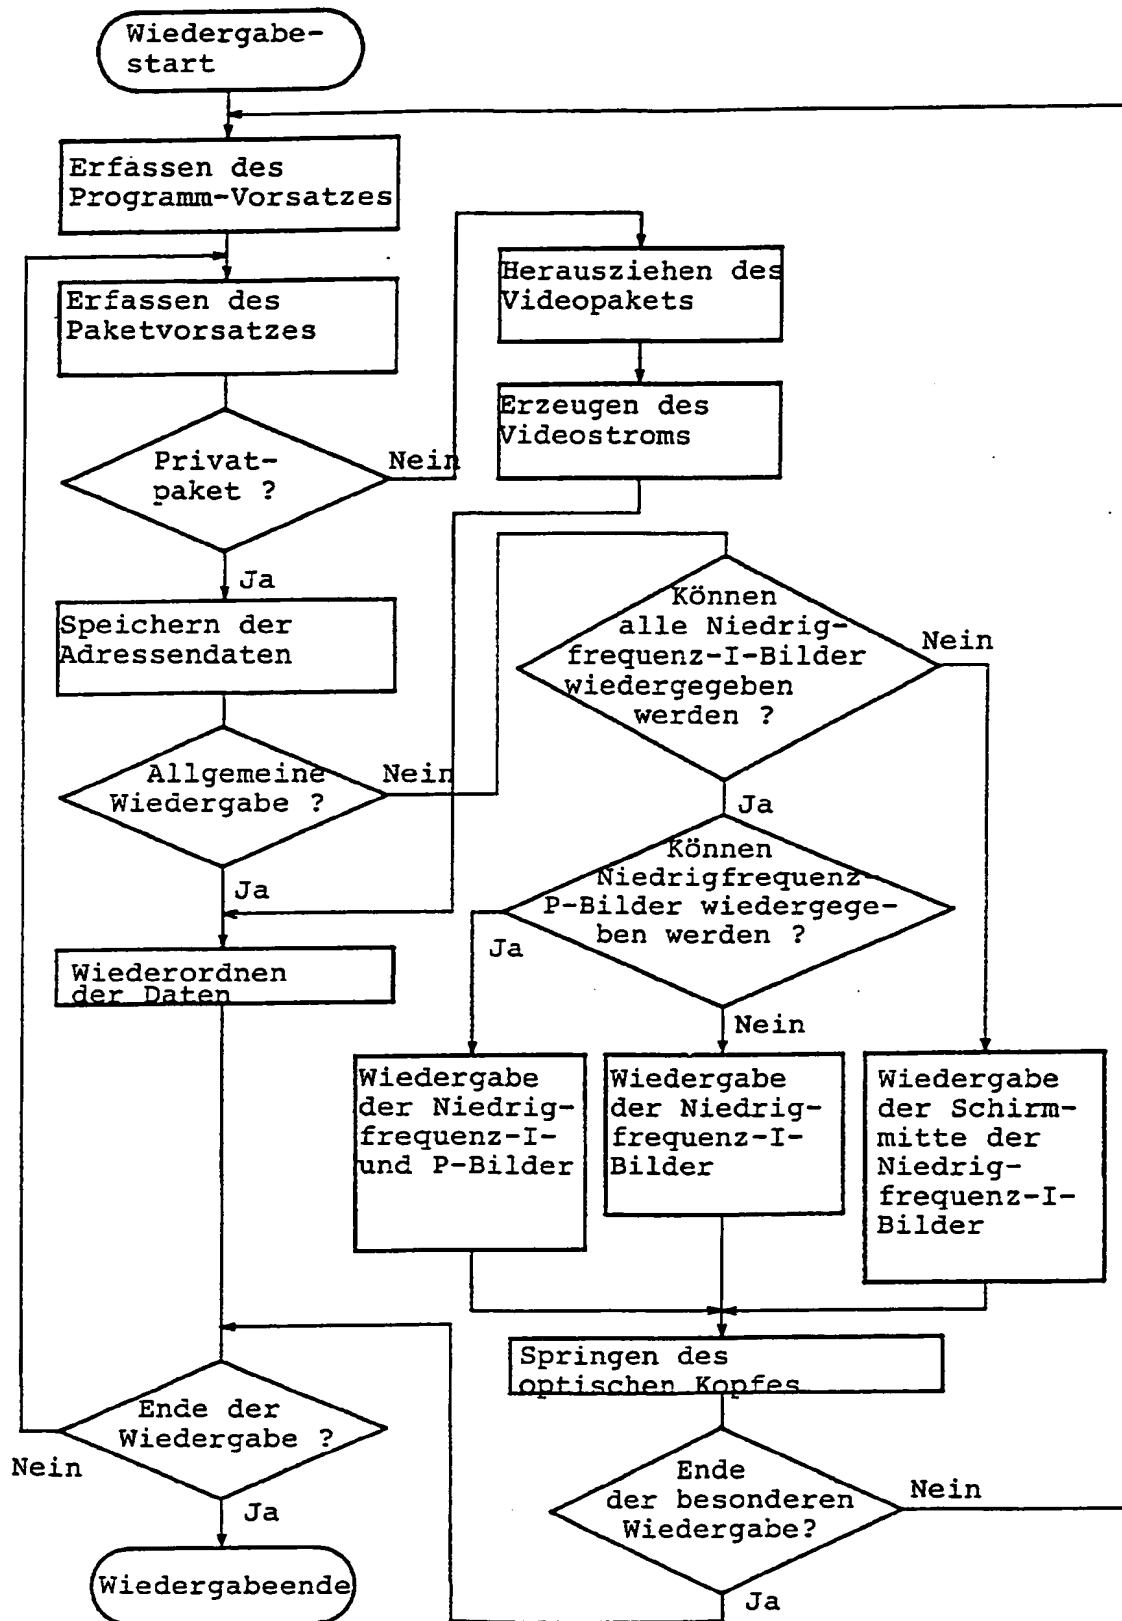 Wiedergabe-
start
Erfassen des
Programm-Vorsatzes
Erfassen des
Paketvorsatzes
Privat-
paket ?
Nein
Ja
Herausziehen des
Videopakets
Erzeugen des
Videostroms
Speichern der
Adressendaten
Allgemeine
Wiedergabe ?
Nein
Ja
Können
alle Niedrig-
frequenz-I-Bilder
wiedergegeben
werden ?
Nein
Ja
Können
Niedrigfrequenz-
P-Bilder wiedergege-
ben werden ?
Ja
Nein
Wiederordnen
der Daten
Wiedergabe
der Niedrig-
frequenz-I-
und P-Bilder
Wiedergabe
der Niedrig-
frequenz-I-
Bilder
Wiedergabe
der Schirm-
mitte der
Niedrig-
frequenz-I-
Bilder
Springen des
optischen Kopfes
Ende der
Wiedergabe ?
Nein
Ja
Ende
der besonderen
Wiedergabe?
Nein
Ja
Wiedergabeende